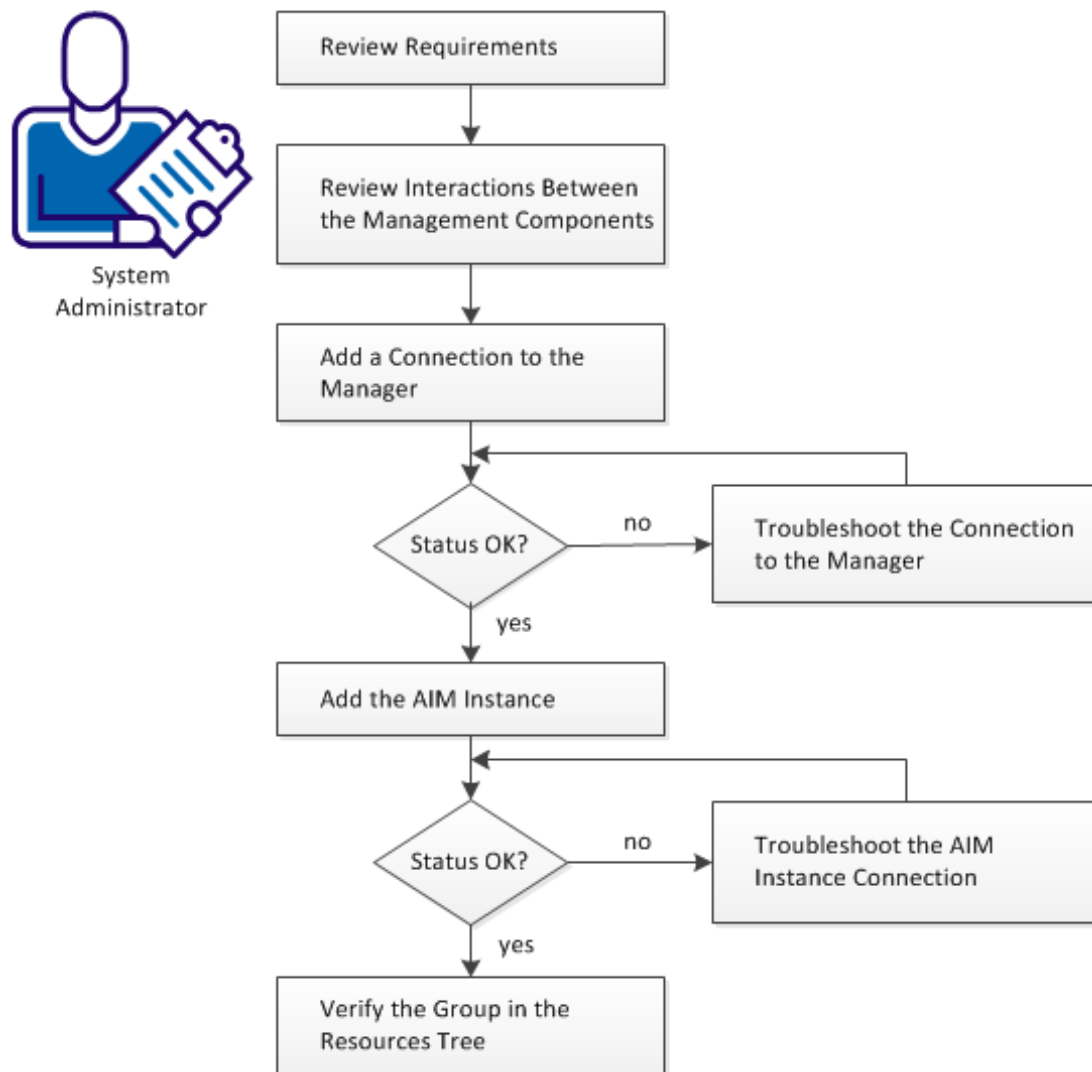 Review Requirements
Review Interactions Between
the Management Components
System
Administrator
Add a Connection to the
Manager
Status OK?
no
Troubleshoot the Connection
to the Manager
yes
Add the AIM Instance
Status OK?
no
Troubleshoot the AIM
Instance Connection
yes
Verify the Group in the
Resources Tree